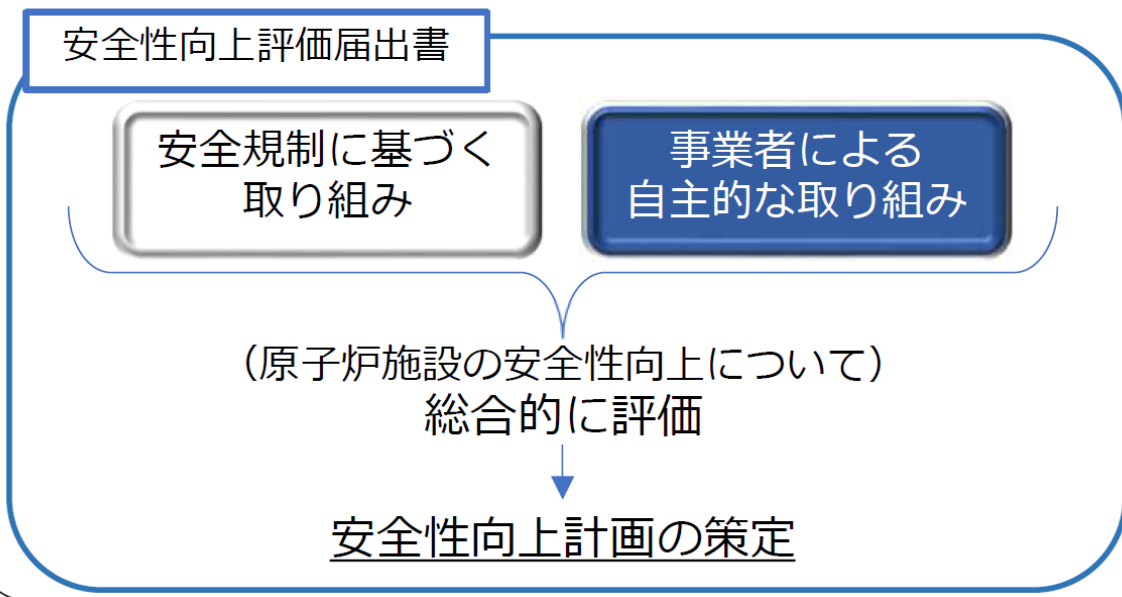 安全性向上評価届出書
安全規制に基づく
取り組み
事業者による
自主的な取り組み
（原子炉施設の安全性向上について）
総合的に評価
安全性向上計画の策定